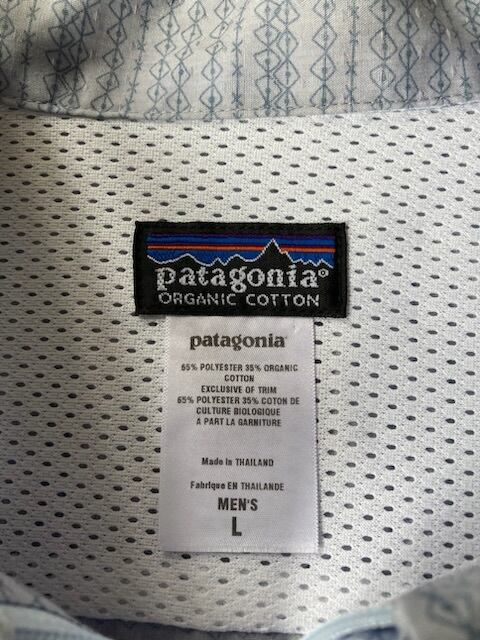 patagonia®
ORGANIC COTTON
patagonia®
65% POLYESTER 35% ORGANIC
COTTON
EXCLUSIVE OF TRIM
65% POLYESTER 35% COTON DE
CULTURE BIOLOGIQUE
A PART LA GARNITURE
Made in THAILAND
Fabriqué EN THAILANDE
MEN'S
L